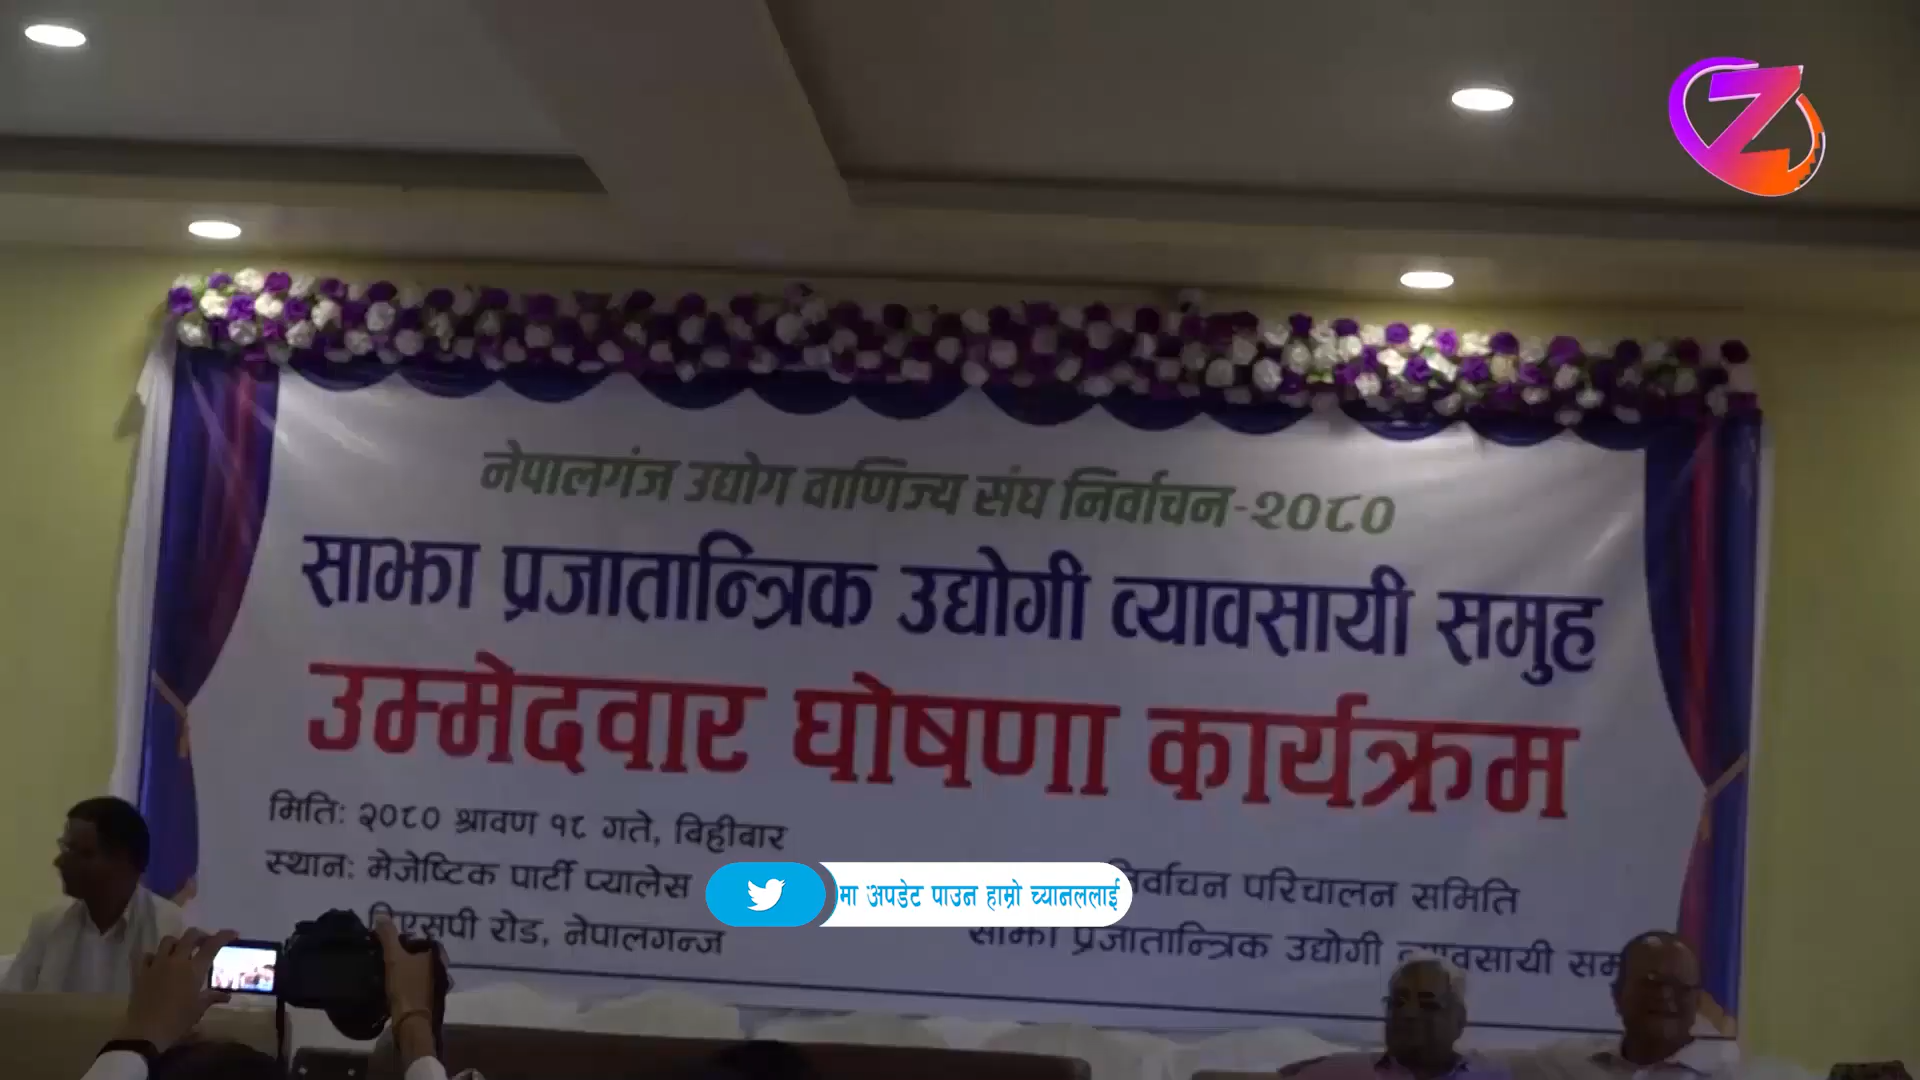 Z
नेपालगंज उद्योग वाणिज्य संघ निर्वाचन-२०८०
साझा प्रजातान्त्रिक उद्योगी व्यावसायी समुह
उम्मेदवार घोषणा कार्यक्रम
मिति: २०८० श्रावण १८ गते, बिहीबार
स्थान: मेजेष्टिक पार्टी प्यालेस
रोड, नेपालगन्ज
मा अपडेट पाउन हाम्रो च्यानललाई
परिचालन समिति
साझा प्रजातान्त्रिक उद्योगी